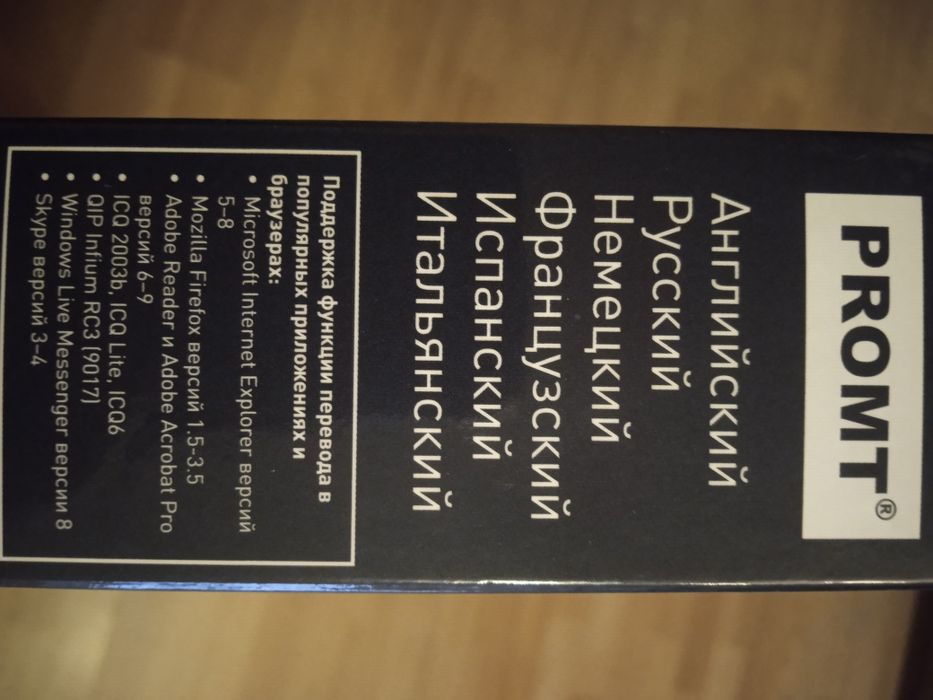 PROMT®
Английский
Русский
Немецкий
Французский
Испанский
Итальянский
Поддержка функции перевода в
популярных приложениях и
браузерах:
• Microsoft Internet Explorer версий
5–8
• Mozilla Firefox версий 1.5-3.5
• Adobe Reader и Adobe Acrobat Pro
версий 6–9
• ICQ 2003b, ICQ Lite, ICQ6
• QIP Infium RC3 (9017)
• Windows Live Messenger версии 8
• Skype версий 3–4